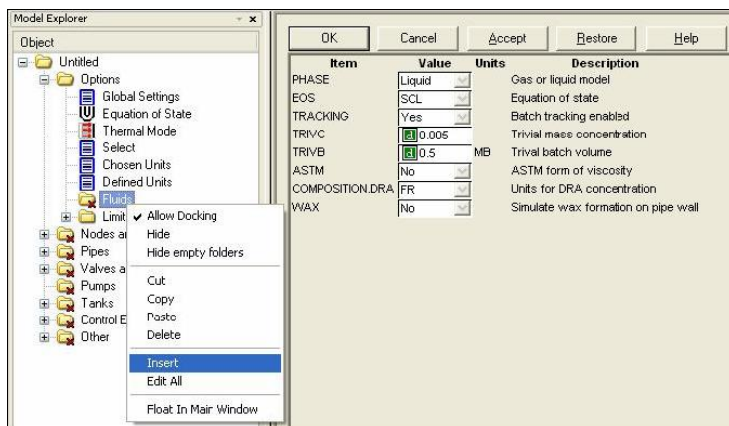 Model Explorer
Object
Untitled
Options
Global Settings
Equation of State
Thermal Mode
Select
Chosen Units
Defined Units
Fluids
Limit
Nodes ar
Pipes
Valves a
Pumps
Tanks
Control E
Other
Allow Docking
Hide
Hide empty folders
Cut
Copy
Paste
Delete
Insert
Edit All
Float In Main Window
OK Cancel Accept Restore Help
Item Value Units Description
PHASE Liquid Gas or liquid model
EOS SCL Equation of state
TRACKING Yes Batch tracking enabled
TRIVC d 0.005 Trivial mass concentration
TRIVB d 0.5 MB Trival batch volume
ASTM No ASTM form of viscosity
COMPOSITION.DRA FR Units for DRA concentration
WAX No Simulate wax formation on pipe wall